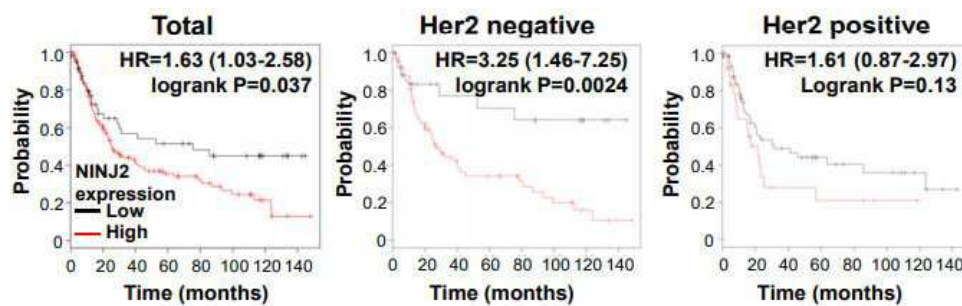 Total
HR=1.63 (1.03-2.58)
logrank P=0.037
Probability
1.0
0.8
0.6
0.4
0.2
0
NINJ2
expression
Low
High
0 20 40 60 80 100 120 140
Time (months)
Her2 negative
HR=3.25 (1.46-7.25)
logrank P=0.0024
Probability
1.0
0.8
0.6
0.4
0.2
0
0 20 40 60 80 100 120 140
Time (months)
Her2 positive
HR=1.61 (0.87-2.97)
Logrank P=0.13
Probability
1.0
0.8
0.6
0.4
0.2
0
0 20 40 60 80 100 120 140
Time (months)